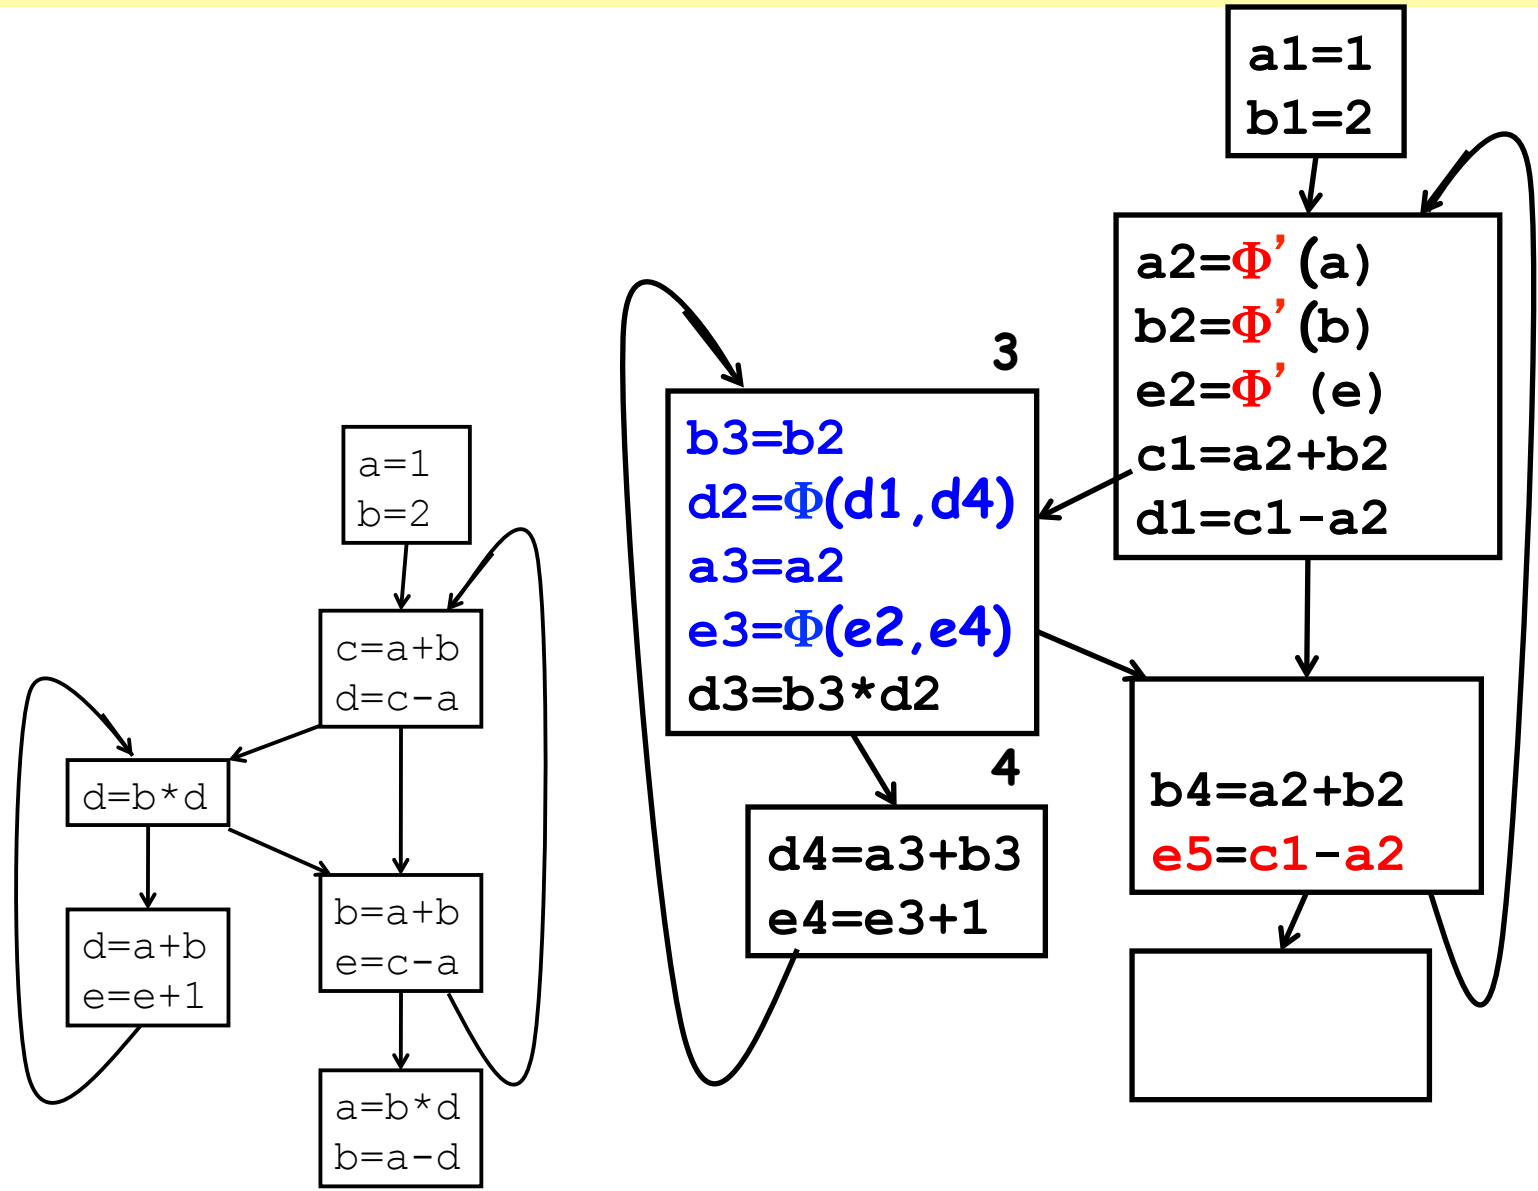 a1=1
b1=2
a2=Φ'(a)
b2=Φ'(b)
e2=Φ' (e)
c1=a2+b2
d1=c1-a2
3
b3=b2
d2=Φ(d1,d4)
a3=a2
e3=Φ(e2,e4)
d3=b3*d2
4
d4=a3+b3
e4=e3+1
b4=a2+b2
e5=c1-a2
a=1
b=2
c=a+b
d=c-a
d=b*d
d=a+b
e=e+1
b=a+b
e=c-a
a=b*d
b=a-d